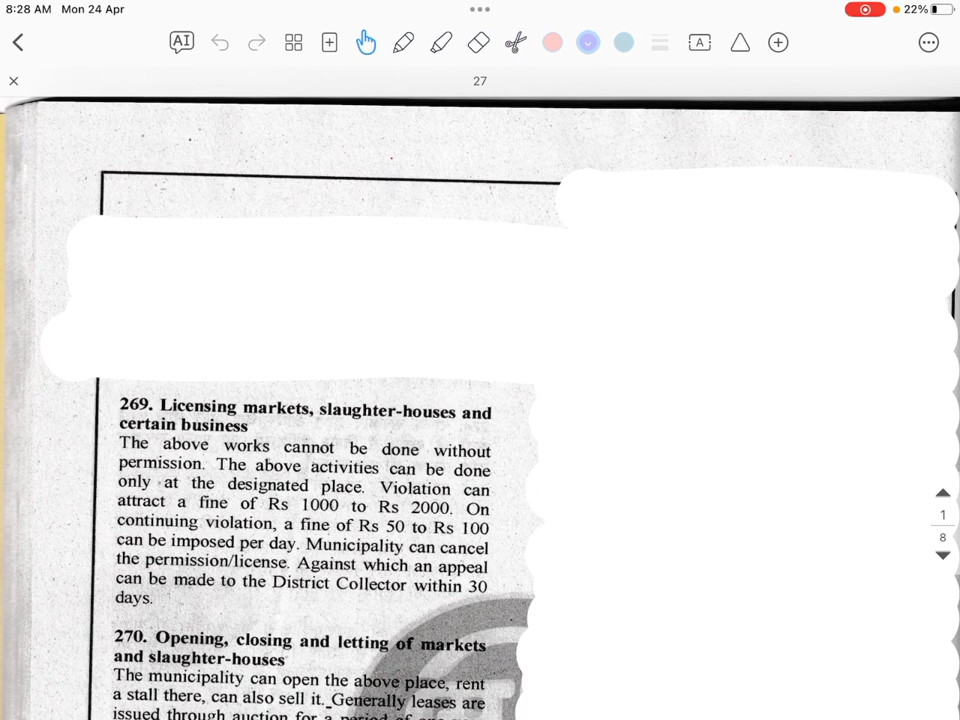 8:28 AM Mon 24 Apr
22%
AI
A
27
269. Licensing markets, slaughter-houses and
certain business
The above works cannot be done without
permission. The above activities can be done
only at the designated place. Violation can
attract a fine of Rs 1000 to Rs 2000. On
continuing violation, a fine of Rs 50 to Rs 100
can be imposed per day. Municipality can cancel
the permission/license. Against which an appeal
can be made to the District Collector within 30
days.
270. Opening, closing and letting of markets
and slaughter-houses
The municipality can open the above place, rent
a stall there, can also sell it. Generally leases are
issued through auction for a period of
1
8